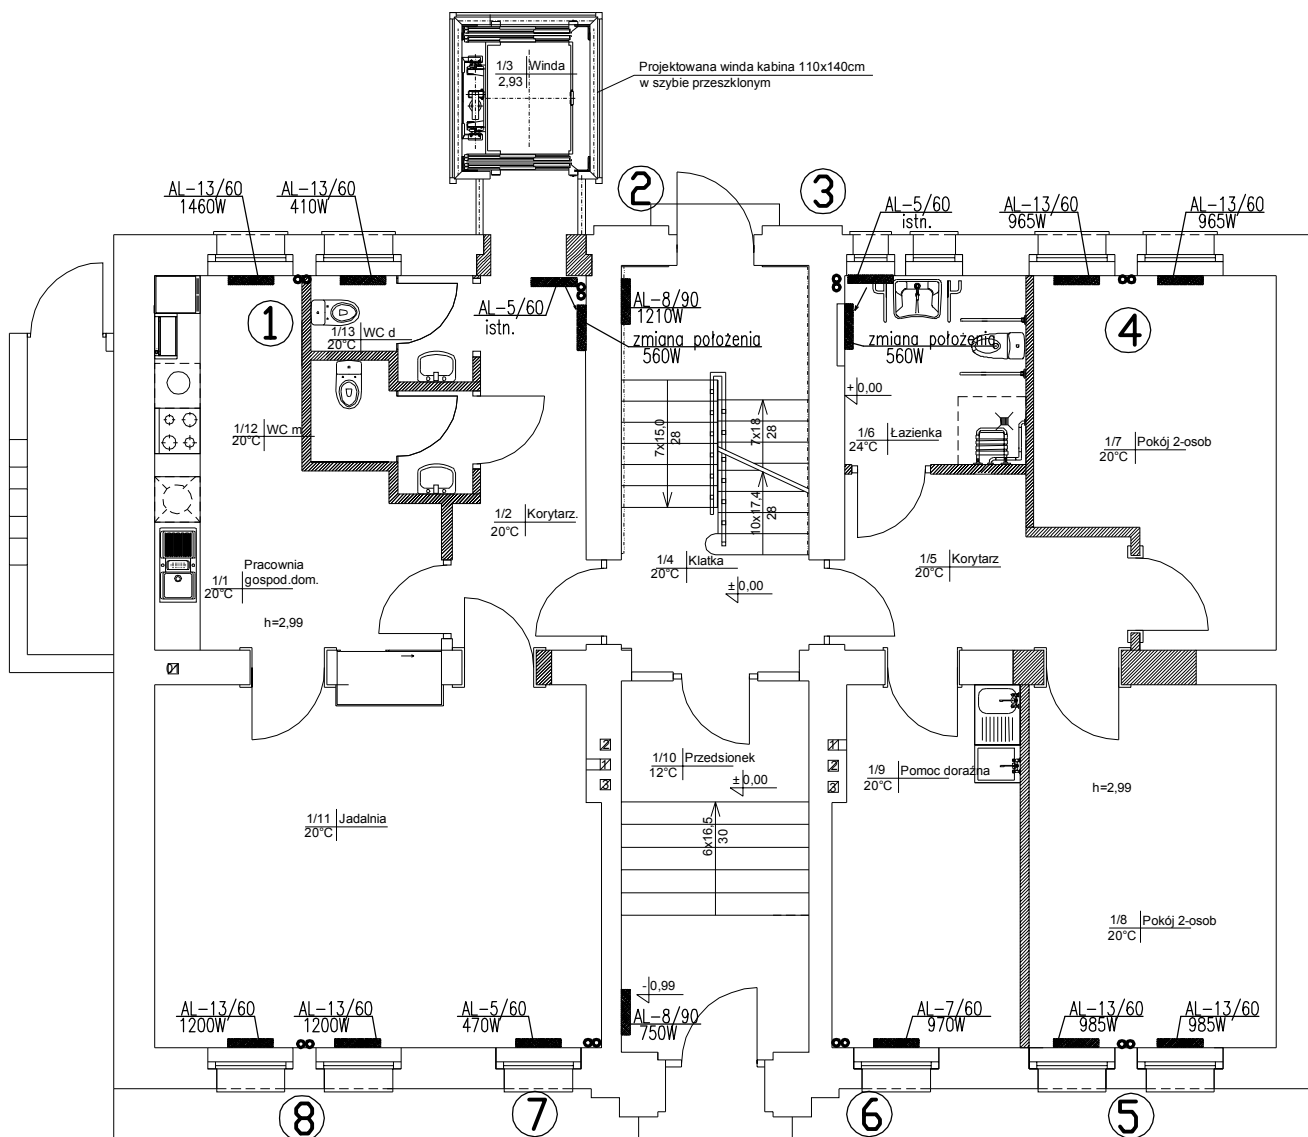 1/3 Winda
2,93
Projektowana winda kabina 110x140cm
w szybie przeszklonym
AL-13/60
1460W
AL-13/60
410W
2
3
AL-5/60
istn.
AL-13/60
965W
AL-13/60
965W
1
1/13 WC d
20°C
AL-5/60
istn.
AL-8/90
1210W
zmiana położenia
560W
zmiana położenia
560W
4
±0,00
1/12 WC m
20°C
7x15,0
28
7x18
28
10x17,4
28
1/6 Łazienka
24°C
1/7 Pokój 2-osob
20°C
1/2 Korytarz.
20°C
1/4 Klatka
20°C
±0,00
1/5 Korytarz
20°C
Pracownia
1/1 gospod.dom.
20°C
h=2,99
2
1
3
1/10 Przedsionek
12°C
±0,00
1
2
3
1/9 Pomoc doraźna
20°C
h=2,99
1/11 Jadalnia
20°C
6x16,5
30
1/8 Pokój 2-osob
20°C
-0,99
AL-13/60
1200W
AL-13/60
1200W
AL-5/60
470W
AL-8/90
750W
AL-7/60
970W
AL-13/60
985W
AL-13/60
985W
8
7
6
5